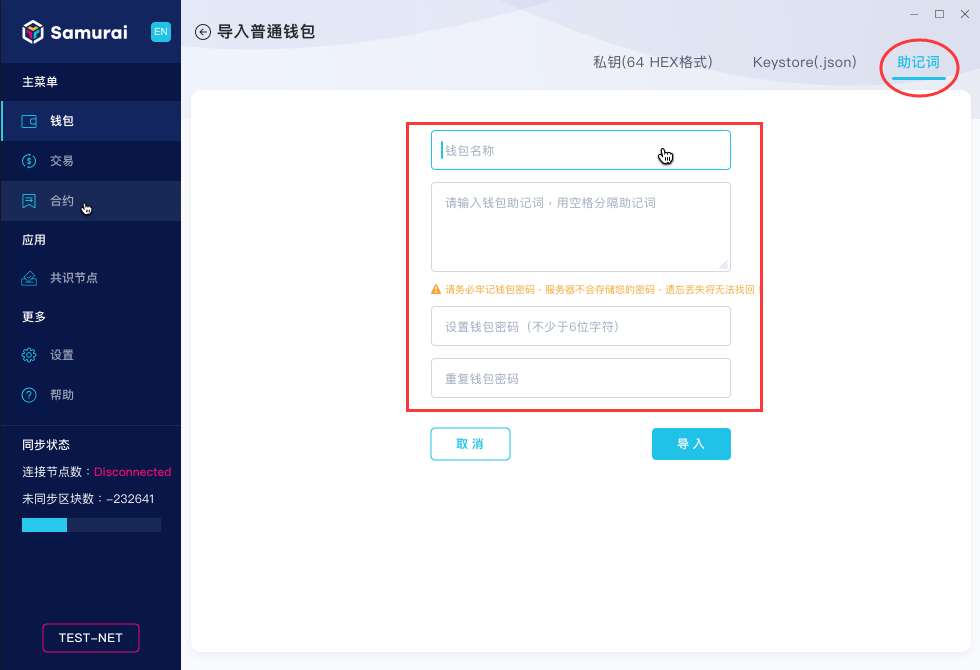 Samurai
EN
主菜单
钱包
交易
合约
应用
共识节点
更多
设置
帮助
同步状态
连接节点数：Disconnected
未同步区块数：-232641
TEST-NET
导入普通钱包
私钥(64 HEX格式)
Keystore(.json)
助记词
钱包名称
请输入钱包助记词，用空格分隔助记词
请务必牢记钱包密码，服务器不会存储您的密码，遗忘丢失将无法找回！
设置钱包密码（不少于6位字符）
重复钱包密码
取消
导入